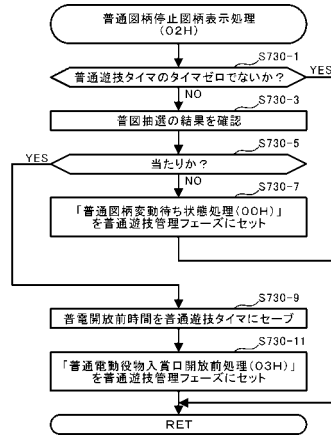 普通図柄停止図柄表示処理
(02H)
S730-1
普通遊技タイマのタイマゼロでないか?
YES
NO
S730-3
普図抽選の結果を確認
S730-5
YES
当たりか?
NO
S730-7
「普通図柄変動待ち状態処理(00H)」
を普通遊技管理フェーズにセット
S730-9
普電開放前時間を普通遊技タイマにセーブ
S730-11
「普通電動役物入賞口開放前処理(03H)」
を普通遊技管理フェーズにセット
RET